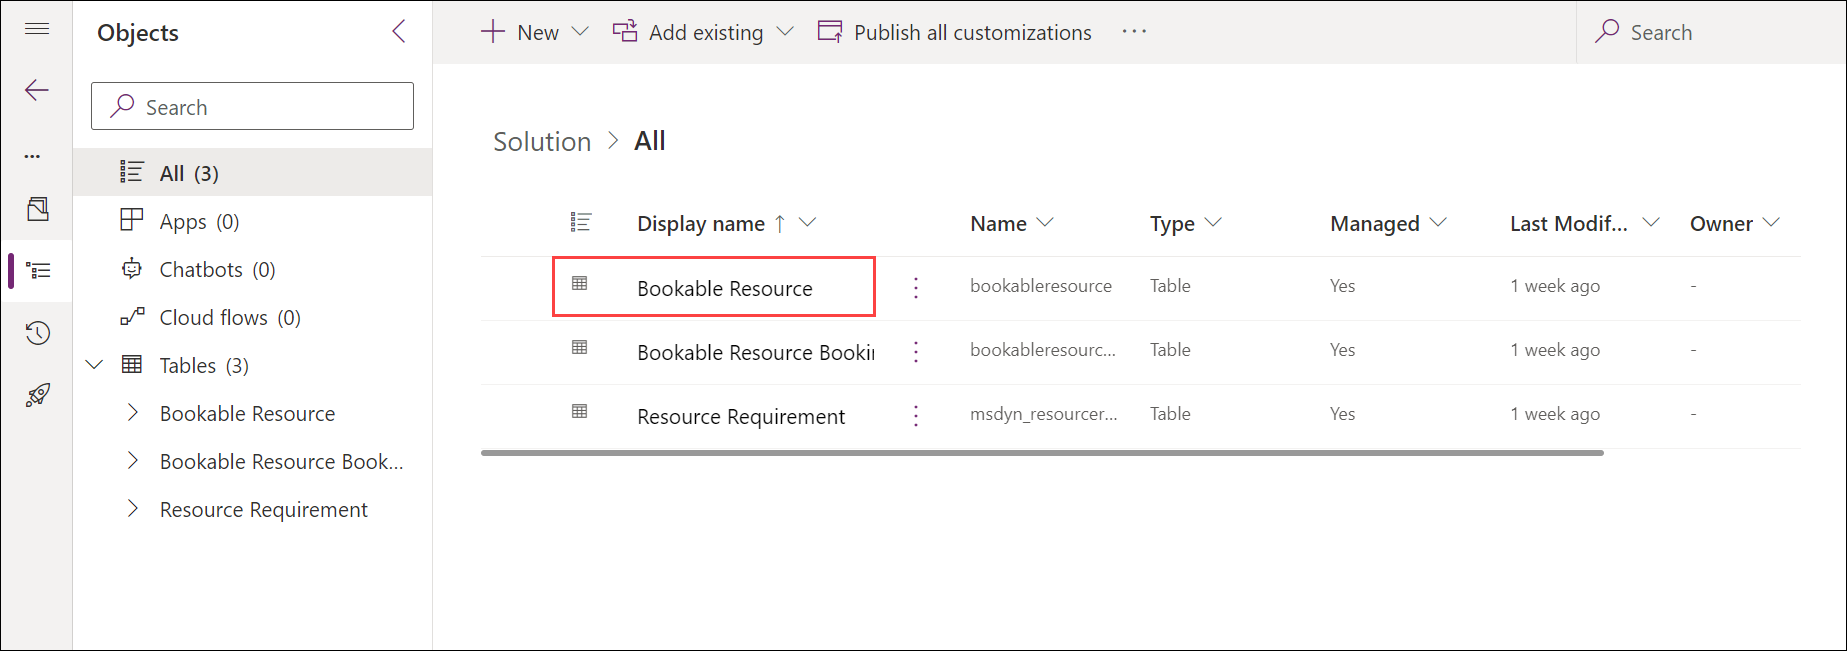 Objects
Search
All (3)
Apps (0)
Chatbots (0)
Cloud flows (0)
Tables (3)
Bookable Resource
Bookable Resource Book...
Resource Requirement
New
Add existing
Publish all customizations
...
Search
Solution > All
Display name ↑ Name Type Managed Last Modif... Owner
Bookable Resource bookableresource Table Yes 1 week ago -
Bookable Resource Bookin bookableresourc... Table Yes 1 week ago -
Resource Requirement msdyn_resourcer... Table Yes 1 week ago -